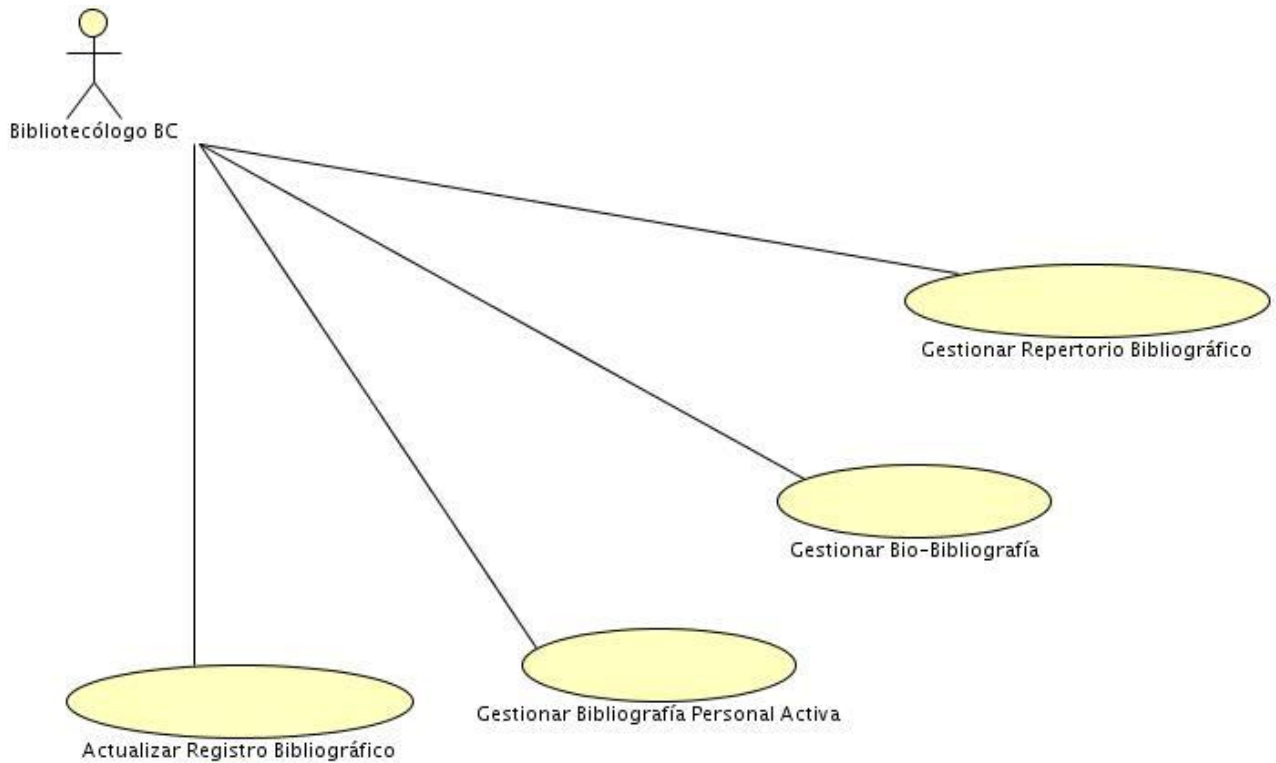 Bibliotecólogo BC
Gestionar Repertorio Bibliográfico
Gestionar Bio-Bibliografía
Gestionar Bibliografía Personal Activa
Actualizar Registro Bibliográfico